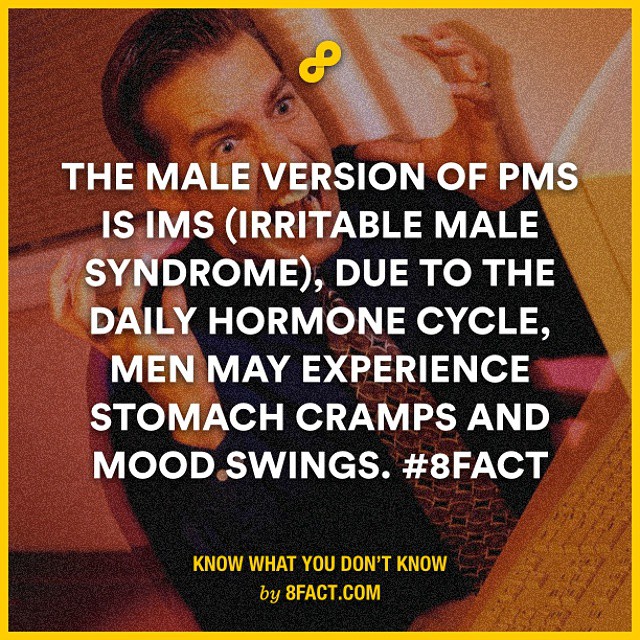 THE MALE VERSION OF PMS
IS IMS (IRRITABLE MALE
SYNDROME), DUE TO THE
DAILY HORMONE CYCLE,
MEN MAY EXPERIENCE
STOMACH CRAMPS AND
MOOD SWINGS. #8FACT
KNOW WHAT YOU DON'T KNOW
by 8FACT.COM